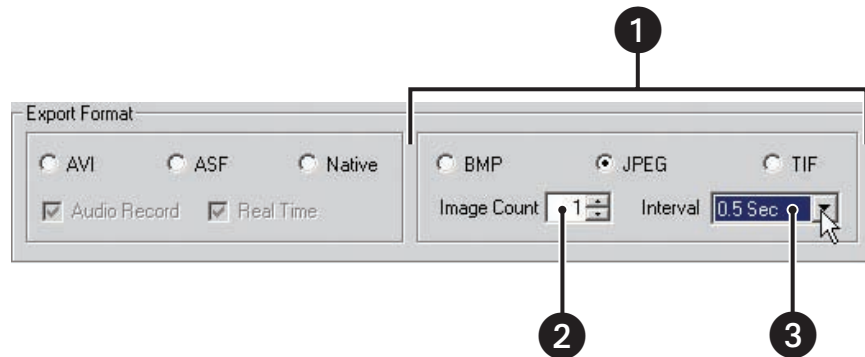 1
Export Format
AVI ASF Native
Audio Record Real Time
BMP JPEG TIF
Image Count 1 Interval 0.5 Sec
2 3